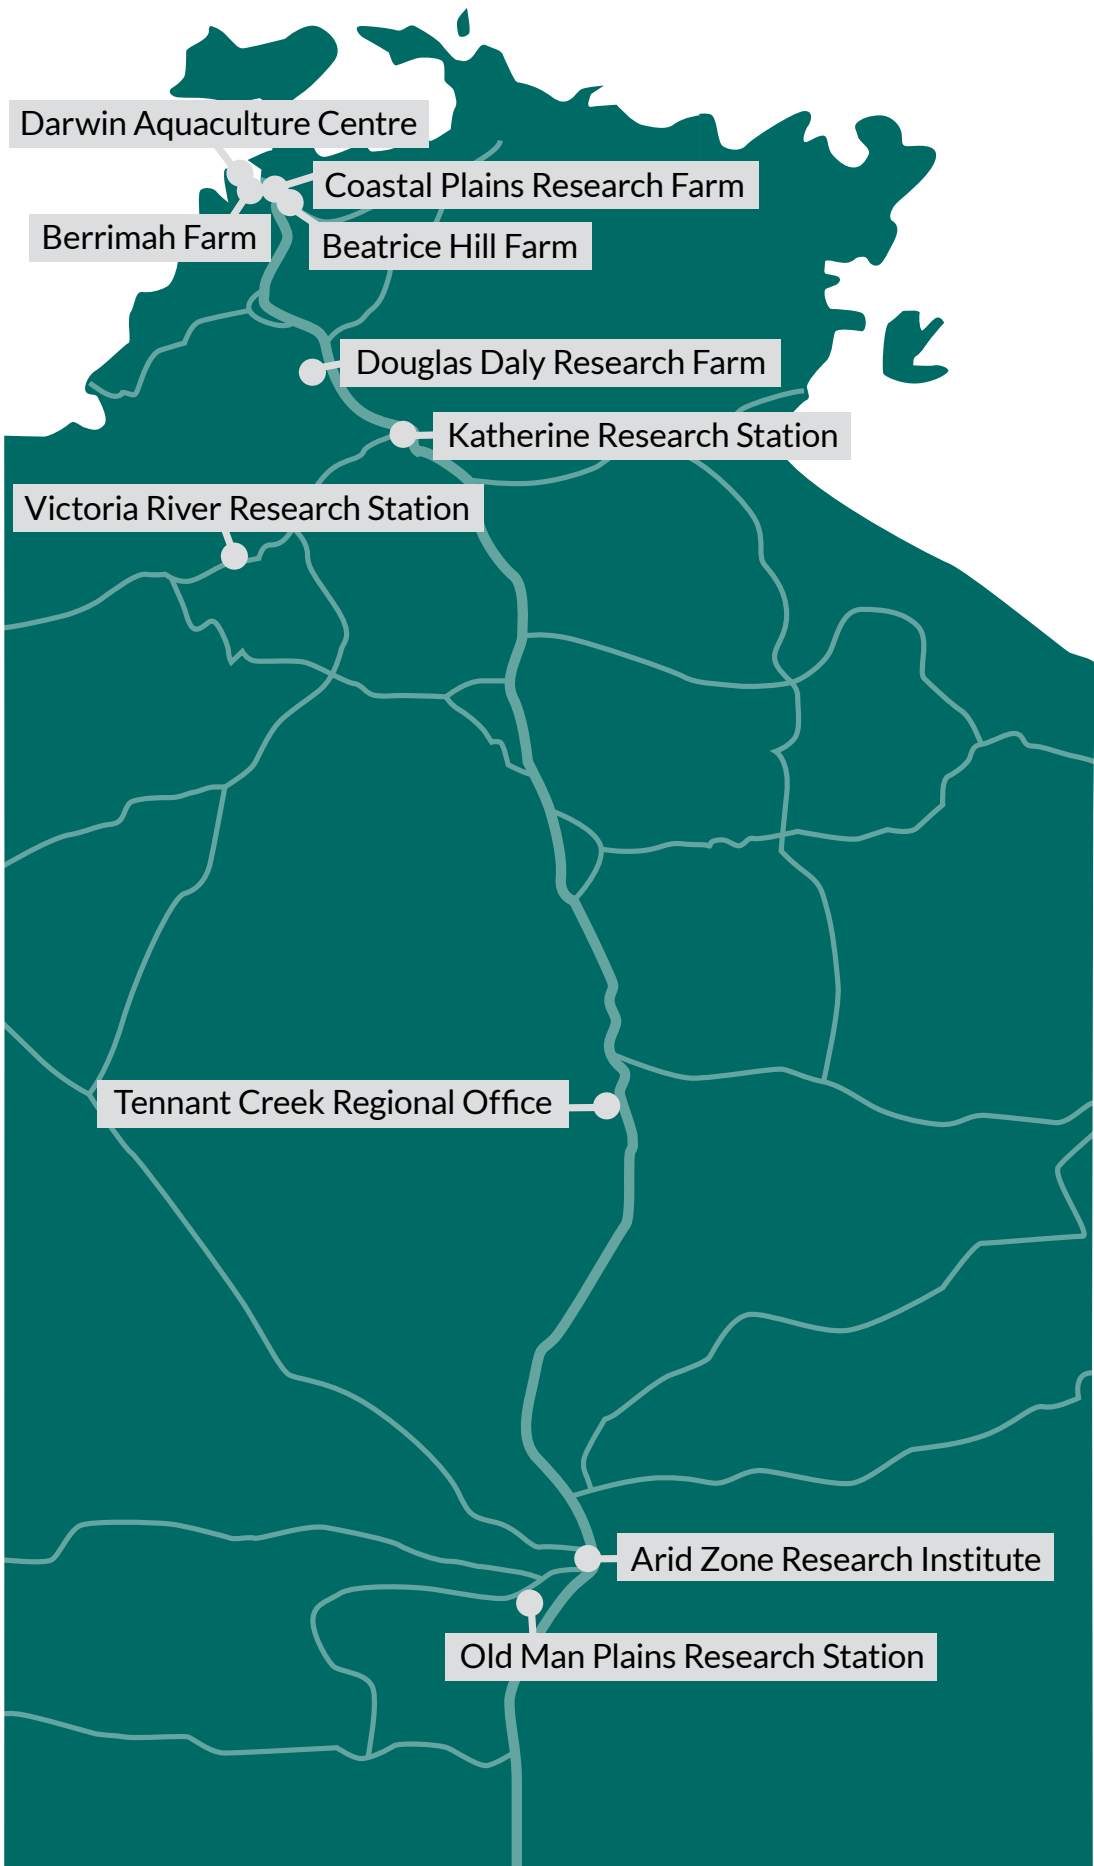 Darwin Aquaculture Centre
Coastal Plains Research Farm
Berrimah Farm
Beatrice Hill Farm
Douglas Daly Research Farm
Katherine Research Station
Victoria River Research Station
Tennant Creek Regional Office
Arid Zone Research Institute
Old Man Plains Research Station